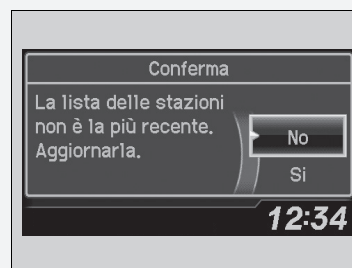 Conferma
La lista delle stazioni
non è la più recente.
Aggiornarla.
No
Si
12:34